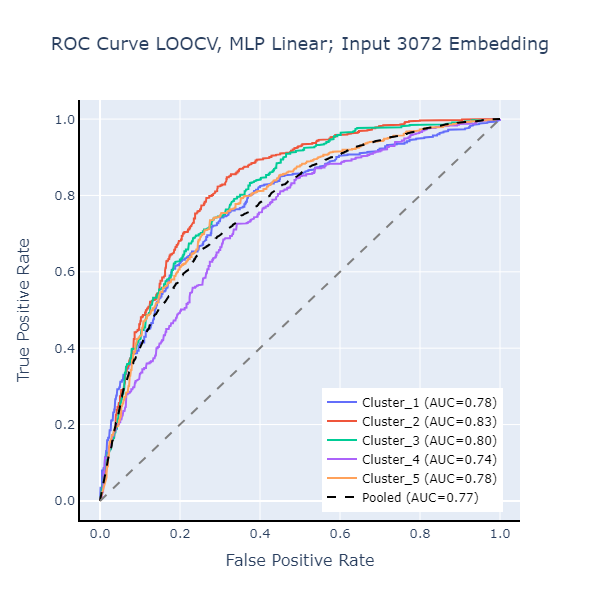 ROC Curve LOOCV, MLP Linear; Input 3072 Embedding
True Positive Rate
1.0
0.8
0.6
0.4
0.2
0.0
Cluster_1 (AUC=0.78)
Cluster_2 (AUC=0.83)
Cluster_3 (AUC=0.80)
Cluster_4 (AUC=0.74)
Cluster_5 (AUC=0.78)
Pooled (AUC=0.77)
0.0 0.2 0.4 0.6 0.8 1.0
False Positive Rate